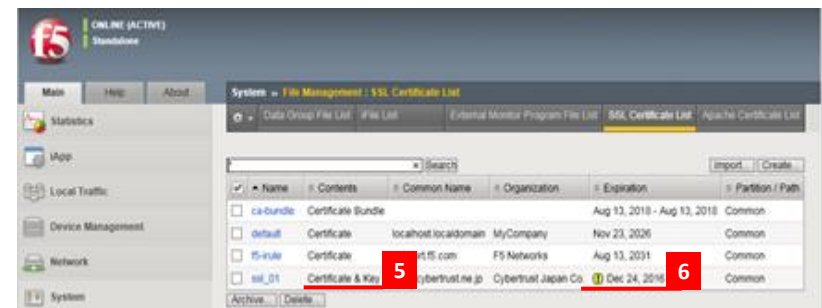 f5
ONLINE (ACTIVE)
Standalone
Main Help About
System » File Management : SSL Certificate List
Data Group File List iFile List External Monitor Program File List SSL Certificate List Apache Certificate List
Statistics
iApp
Local Traffic
Device Management
Network
System
* Search Import... Create...
Name Contents Common Name Organization Expiration Partition / Path
ca-bundle Certificate Bundle Aug 13, 2018 - Aug 13, 2018 Common
default Certificate localhost.localdomain MyCompany Nov 23, 2026 Common
f5-irule Certificate F5 Networks Aug 13, 2031 Common
ssl_01 Certificate & Key 5 cybertrust.ne.jp Cybertrust Japan Co. Dec 24, 2016 6 Common
Archive... Delete...